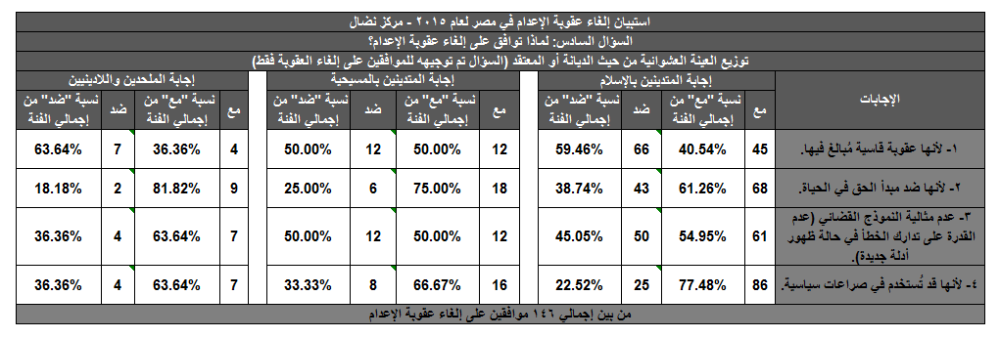 استبيان إلغاء عقوبة الإعدام في مصر لعام ٢٠١٥ - مركز نضال
السؤال السادس: لماذا توافق على إلغاء عقوبة الإعدام؟
توزيع العينة العشوائية من حيث الديانة أو المعتقد (السؤال تم توجيهه للموافقين على إلغاء العقوبة فقط)
الإجابات إجابة المتدينين بالإسلام إجابة المتدينين بالمسيحية إجابة الملحدين واللادينيين
مع نسبة "مع" من ضد نسبة "ضد" من مع نسبة "مع" من ضد نسبة "ضد" من مع نسبة "مع" من ضد نسبة "ضد" من
إجمالي الفئة إجمالي الفئة إجمالي الفئة إجمالي الفئة إجمالي الفئة إجمالي الفئة
١- لأنها عقوبة قاسية مُبالغ فيها. 45 40.54% 66 59.46% 12 50.00% 12 50.00% 4 36.36% 7 63.64%
٢- لأنها ضد مبدأ الحق في الحياة. 68 61.26% 43 38.74% 18 75.00% 6 25.00% 9 81.82% 2 18.18%
٣- عدم مثالية النموذج القضائي (عدم
القدرة على تدارك الخطأ في حالة ظهور
أدلة جديدة). 61 54.95% 50 45.05% 12 50.00% 12 50.00% 7 63.64% 4 36.36%
٤- لأنها قد تُستخدم في صراعات سياسية. 86 77.48% 25 22.52% 16 66.67% 8 33.33% 7 63.64% 4 36.36%
من بين إجمالي ١٤٦ موافقين على إلغاء عقوبة الإعدام